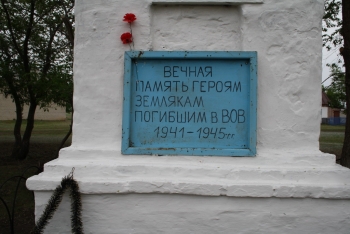 ВЕЧНАЯ
ПАМЯТЬ ГЕРОЯМ
ЗЕМЛЯКАМ
ПОГИБШИМ В ВОВ
1941-1945гг